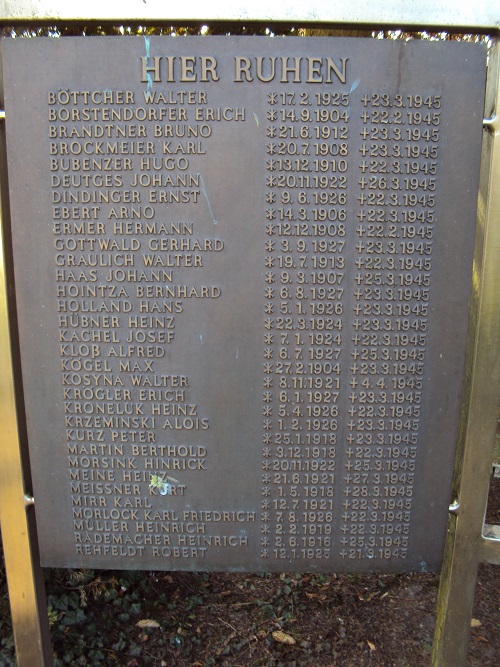 HIER RUHEN
BÖTTCHER WALTER *17.2.1925 +23.3.1945
BORSTENDORFER ERICH *14.9.1904 +22.2.1945
BRANDTNER BRUNO *21.6.1912 +23.3.1945
BROCKMEIER KARL *20.7.1908 +23.3.1945
BUBENZER HUGO *13.12.1910 +22.3.1945
DEUTGES JOHANN *20.11.1922 +26.3.1945
DINDINGER ERNST *9.6.1926 +22.3.1945
EBERT ARNO *14.3.1906 +22.3.1945
ERMER HERMANN *12.12.1908 +22.2.1945
GOTTWALD GERHARD *3.9.1927 +23.3.1945
GRAULICH WALTER *19.7.1913 +22.3.1945
HAAS JOHANN *9.3.1907 +25.3.1945
HOINTZA BERNHARD *6.8.1927 +23.3.1945
HOLLAND HANS *5.1.1926 +23.3.1945
HÜBNER HEINZ *22.3.1924 +23.3.1945
KACHEL JOSEF *7.1.1924 +22.3.1945
KLOß ALFRED *6.7.1927 +25.3.1945
KÖGEL MAX *27.2.1904 +23.3.1945
KOSYNA WALTER *8.11.1921 +4.4.1945
KRÖGLER ERICH *6.1.1927 +23.3.1945
KRONELUK HEINZ *5.4.1926 +22.3.1945
KRZEMINSKI ALOIS *1.2.1926 +23.3.1945
KURZ PETER *25.1.1918 +23.3.1945
MARTIN BERTHOLD *3.12.1918 +22.3.1945
MORSINK HINRICK *20.11.1922 +25.3.1945
MEINE HEINZ *21.6.1921 +27.3.1945
MEISSNER KURT *1.5.1918 +28.3.1945
MIRR KARL *12.7.1921 +22.3.1945
MORLOCK KARL FRIEDRICH *7.8.1926 +22.3.1945
MÜLLER HEINRICH *2.2.1919 +22.3.1945
RADEMACHER HEINRICH *2.6.1916 +25.3.1945
REHFELDT ROBERT *12.1.1925 +21.3.1945